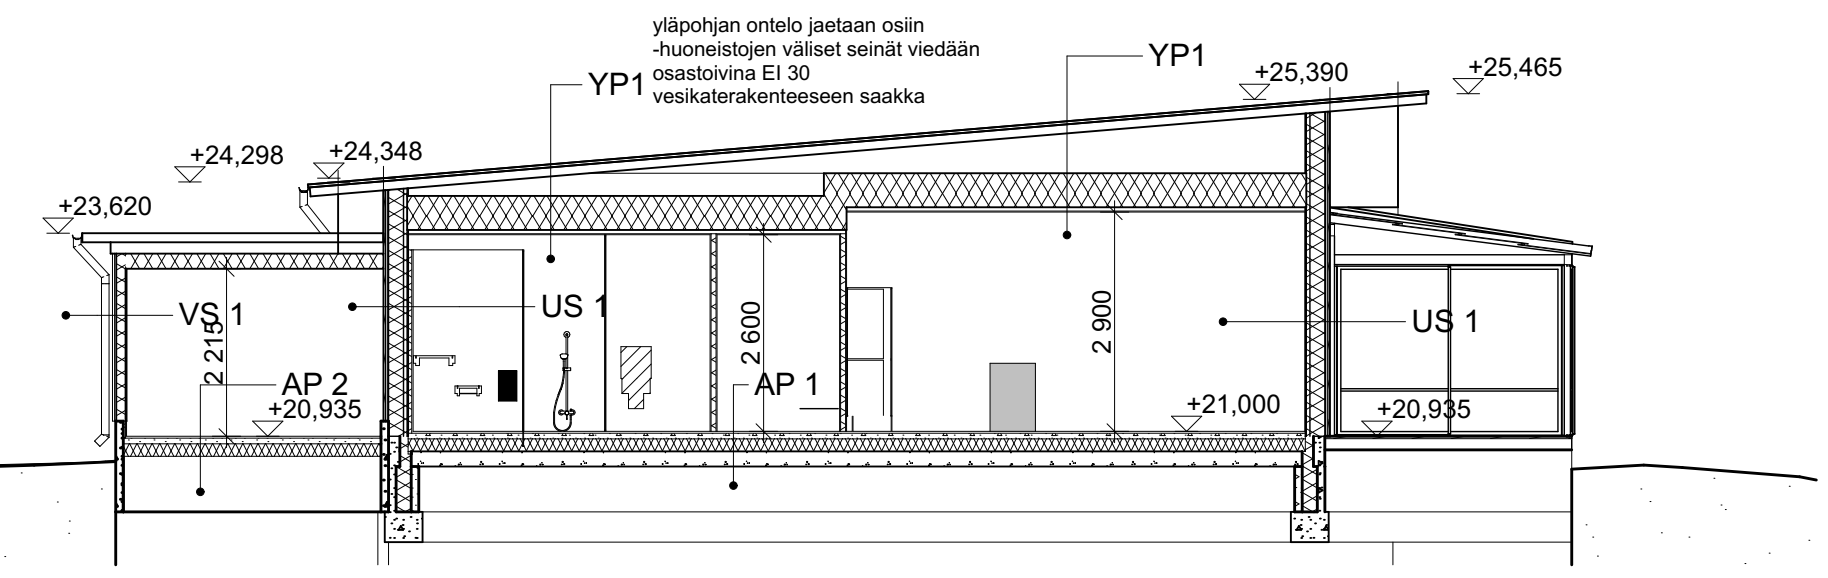 yläpohjan ontelo jaetaan osiin
-huoneistojen väliset seinät viedään
osastoivina EI 30
vesikaterakenteeseen saakka
YP1
YP1
+25,390
+25,465
+24,298
+24,348
+23,620
VS 1
2 215
US 1
2 600
2 900
US 1
AP 2
AP 1
+20,935
+21,000
+20,935